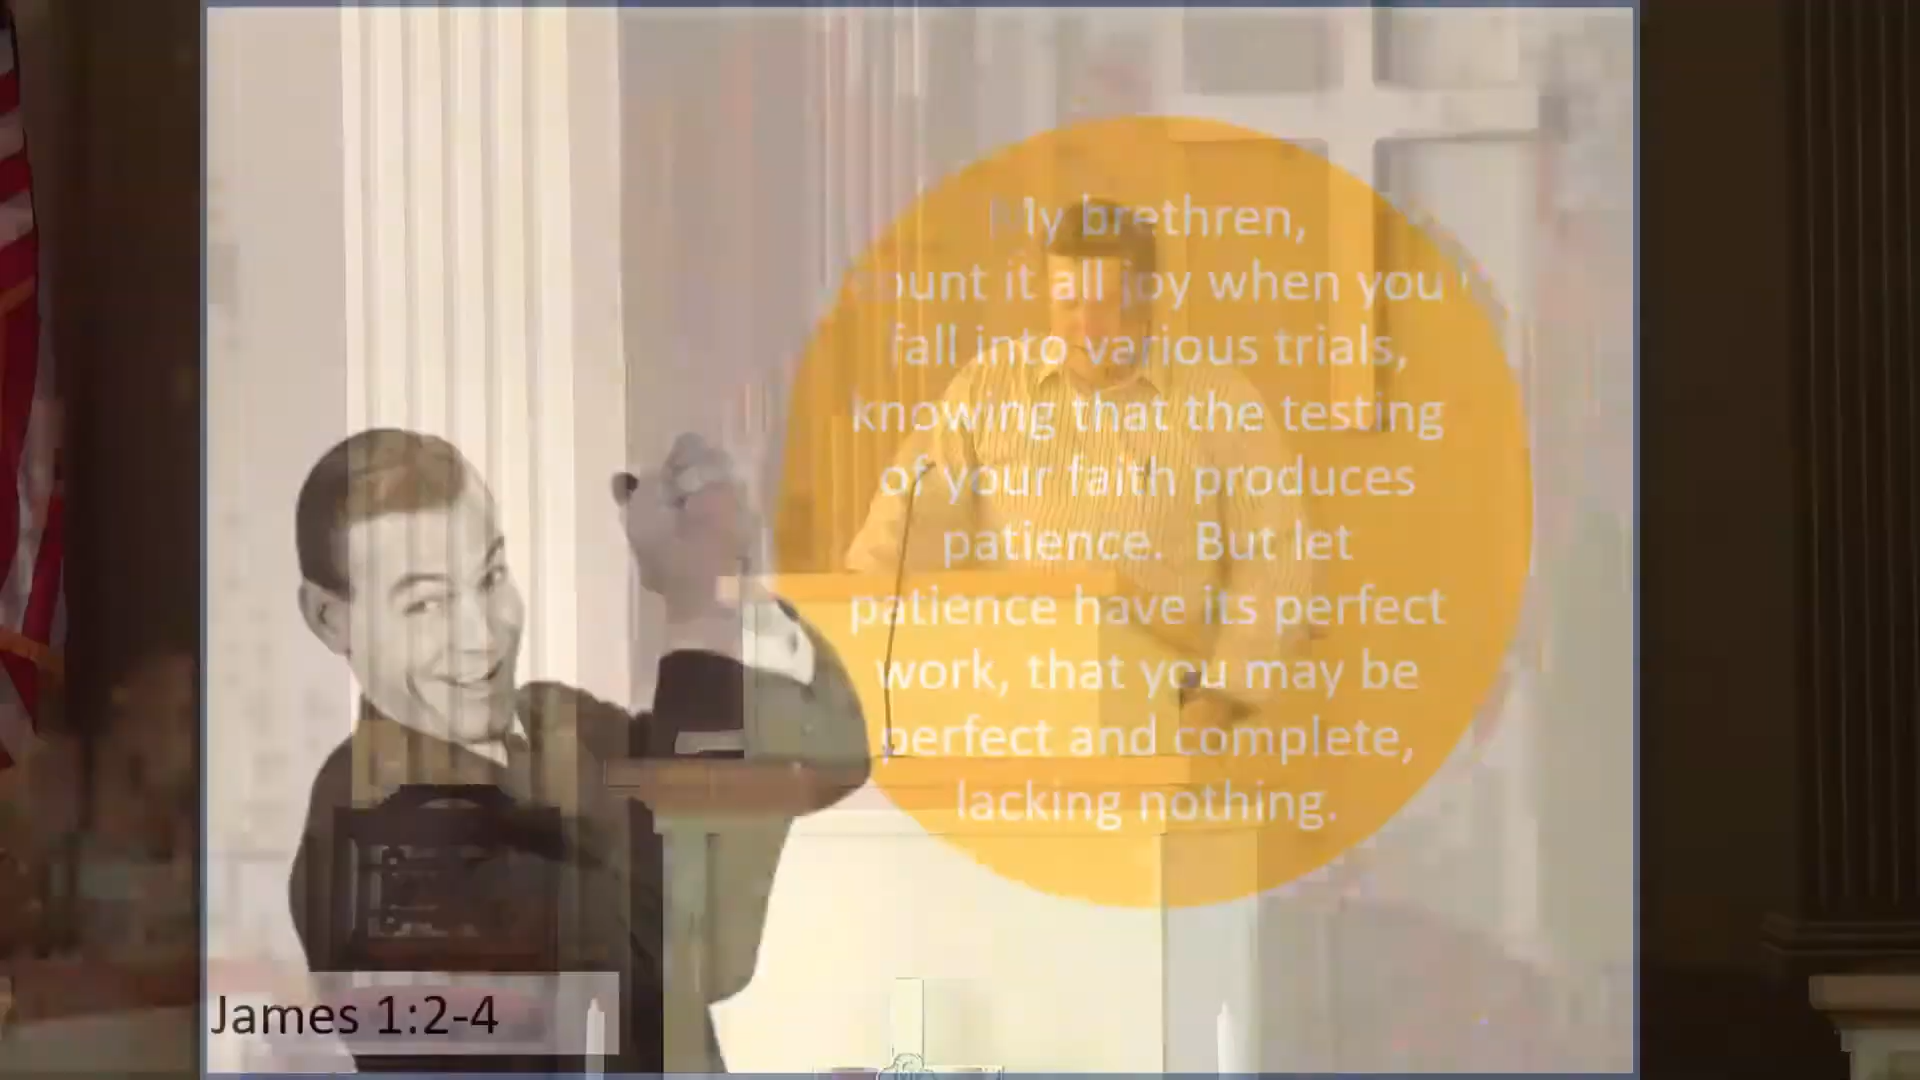 My brethren,
count it all joy when you
fall into various trials,
knowing that the testing
of your faith produces
patience. But let
patience have its perfect
work, that you may be
perfect and complete,
lacking nothing.
James 1:2-4